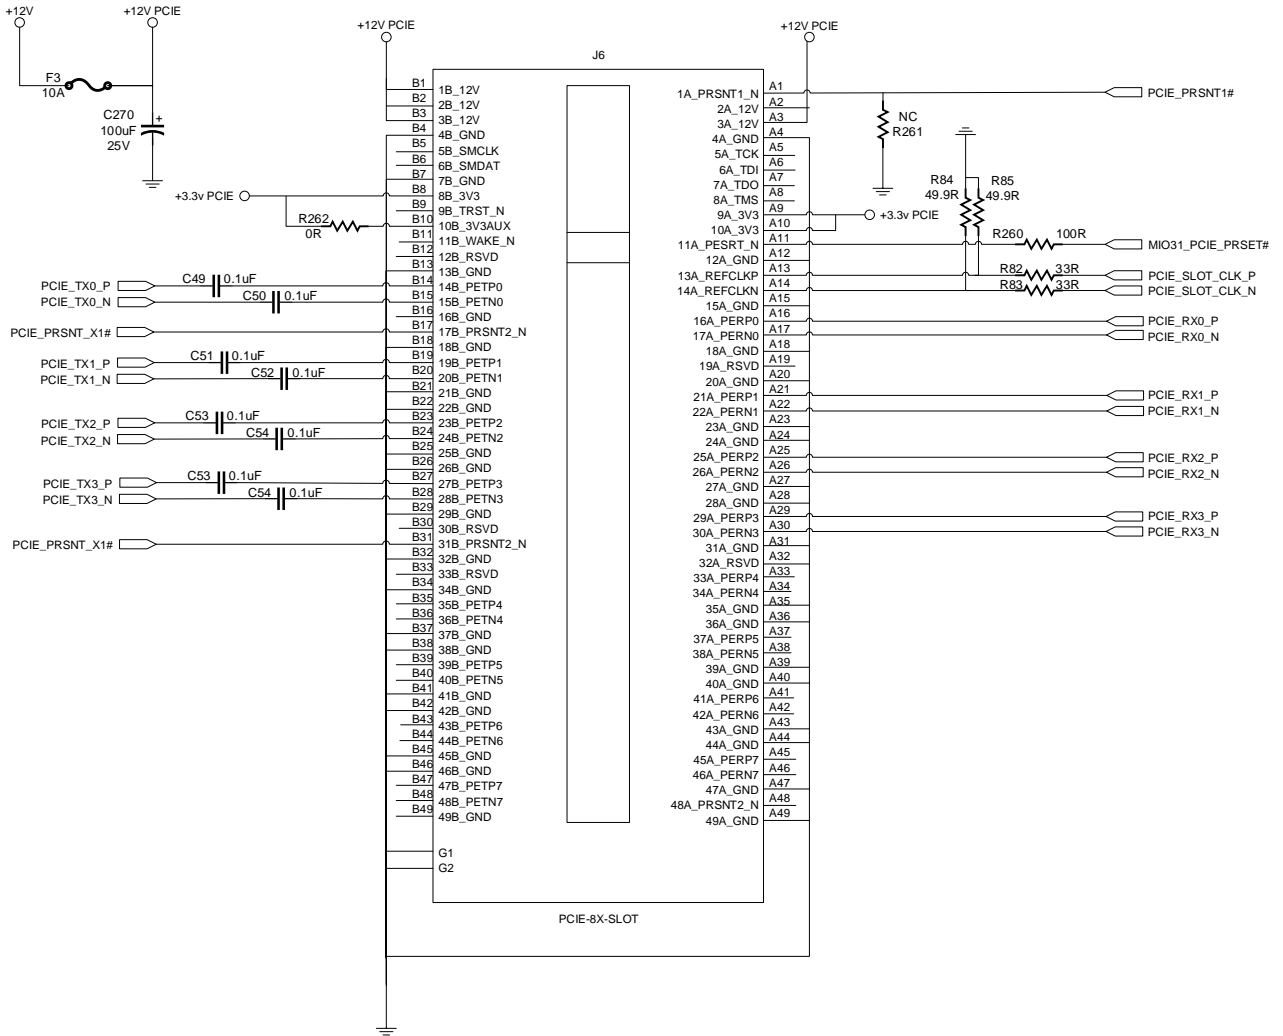 +12V
+12V PCIE
F3
10A
C270
100uF
25V
+
+12V PCIE
J6
+12V PCIE
B1 1B_12V
B2 2B_12V
B3 3B_12V
B4 4B_GND
B5 5B_SMCLK
B6 6B_SMDAT
B7 7B_GND
+3.3v PCIE
B8 8B_3V3
B9 9B_TRST_N
R262
0R
B10 10B_3V3AUX
B11 11B_WAKE_N
B12 12B_RSVD
B13 13B_GND
PCIE_TX0_P C49 0.1uF B14 14B_PETP0
PCIE_TX0_N C50 0.1uF B15 15B_PETN0
B16 16B_GND
PCIE_PRSNT_X1# B17 17B_PRSNT2_N
B18 18B_GND
PCIE_TX1_P C51 0.1uF B19 19B_PETP1
PCIE_TX1_N C52 0.1uF B20 20B_PETN1
B21 21B_GND
B22 22B_GND
PCIE_TX2_P C53 0.1uF B23 23B_PETP2
PCIE_TX2_N C54 0.1uF B24 24B_PETN2
B25 25B_GND
B26 26B_GND
PCIE_TX3_P C53 0.1uF B27 27B_PETP3
PCIE_TX3_N C54 0.1uF B28 28B_PETN3
B29 29B_GND
B30 30B_RSVD
PCIE_PRSNT_X1# B31 31B_PRSNT2_N
B32 32B_GND
B33 33B_RSVD
B34 34B_GND
B35 35B_PETP4
B36 36B_PETN4
B37 37B_GND
B38 38B_GND
B39 39B_PETP5
B40 40B_PETN5
B41 41B_GND
B42 42B_GND
B43 43B_PETP6
B44 44B_PETN6
B45 45B_GND
B46 46B_GND
B47 47B_PETP7
B48 48B_PETN7
B49 49B_GND
G1
G2
1A_PRSNT1_N A1 PCIE_PRSNT1#
2A_12V A2
3A_12V A3
4A_GND A4
NC
R261
5A_TCK A5
6A_TDI A6
7A_TDO A7
8A_TMS A8
R84
49.9R
R85
49.9R
9A_3V3 A9 +3.3v PCIE
10A_3V3 A10
11A_PESRT_N A11 R260 100R MIO31_PCIE_PRSET#
12A_GND A12
13A_REFCLKP A13 R82 33R PCIE_SLOT_CLK_P
14A_REFCLKN A14 R83 33R PCIE_SLOT_CLK_N
15A_GND A15
16A_PERP0 A16 PCIE_RX0_P
17A_PERN0 A17 PCIE_RX0_N
18A_GND A18
19A_RSVD A19
20A_GND A20
21A_PERP1 A21 PCIE_RX1_P
22A_PERN1 A22 PCIE_RX1_N
23A_GND A23
24A_GND A24
25A_PERP2 A25 PCIE_RX2_P
26A_PERN2 A26 PCIE_RX2_N
27A_GND A27
28A_GND A28
29A_PERP3 A29 PCIE_RX3_P
30A_PERN3 A30 PCIE_RX3_N
31A_GND A31
32A_RSVD A32
33A_PERP4 A33
34A_PERN4 A34
35A_GND A35
36A_GND A36
37A_PERP5 A37
38A_PERN5 A38
39A_GND A39
40A_GND A40
41A_PERP6 A41
42A_PERN6 A42
43A_GND A43
44A_GND A44
45A_PERP7 A45
46A_PERN7 A46
47A_GND A47
48A_PRSNT2_N A48
49A_GND A49
PCIE-8X-SLOT